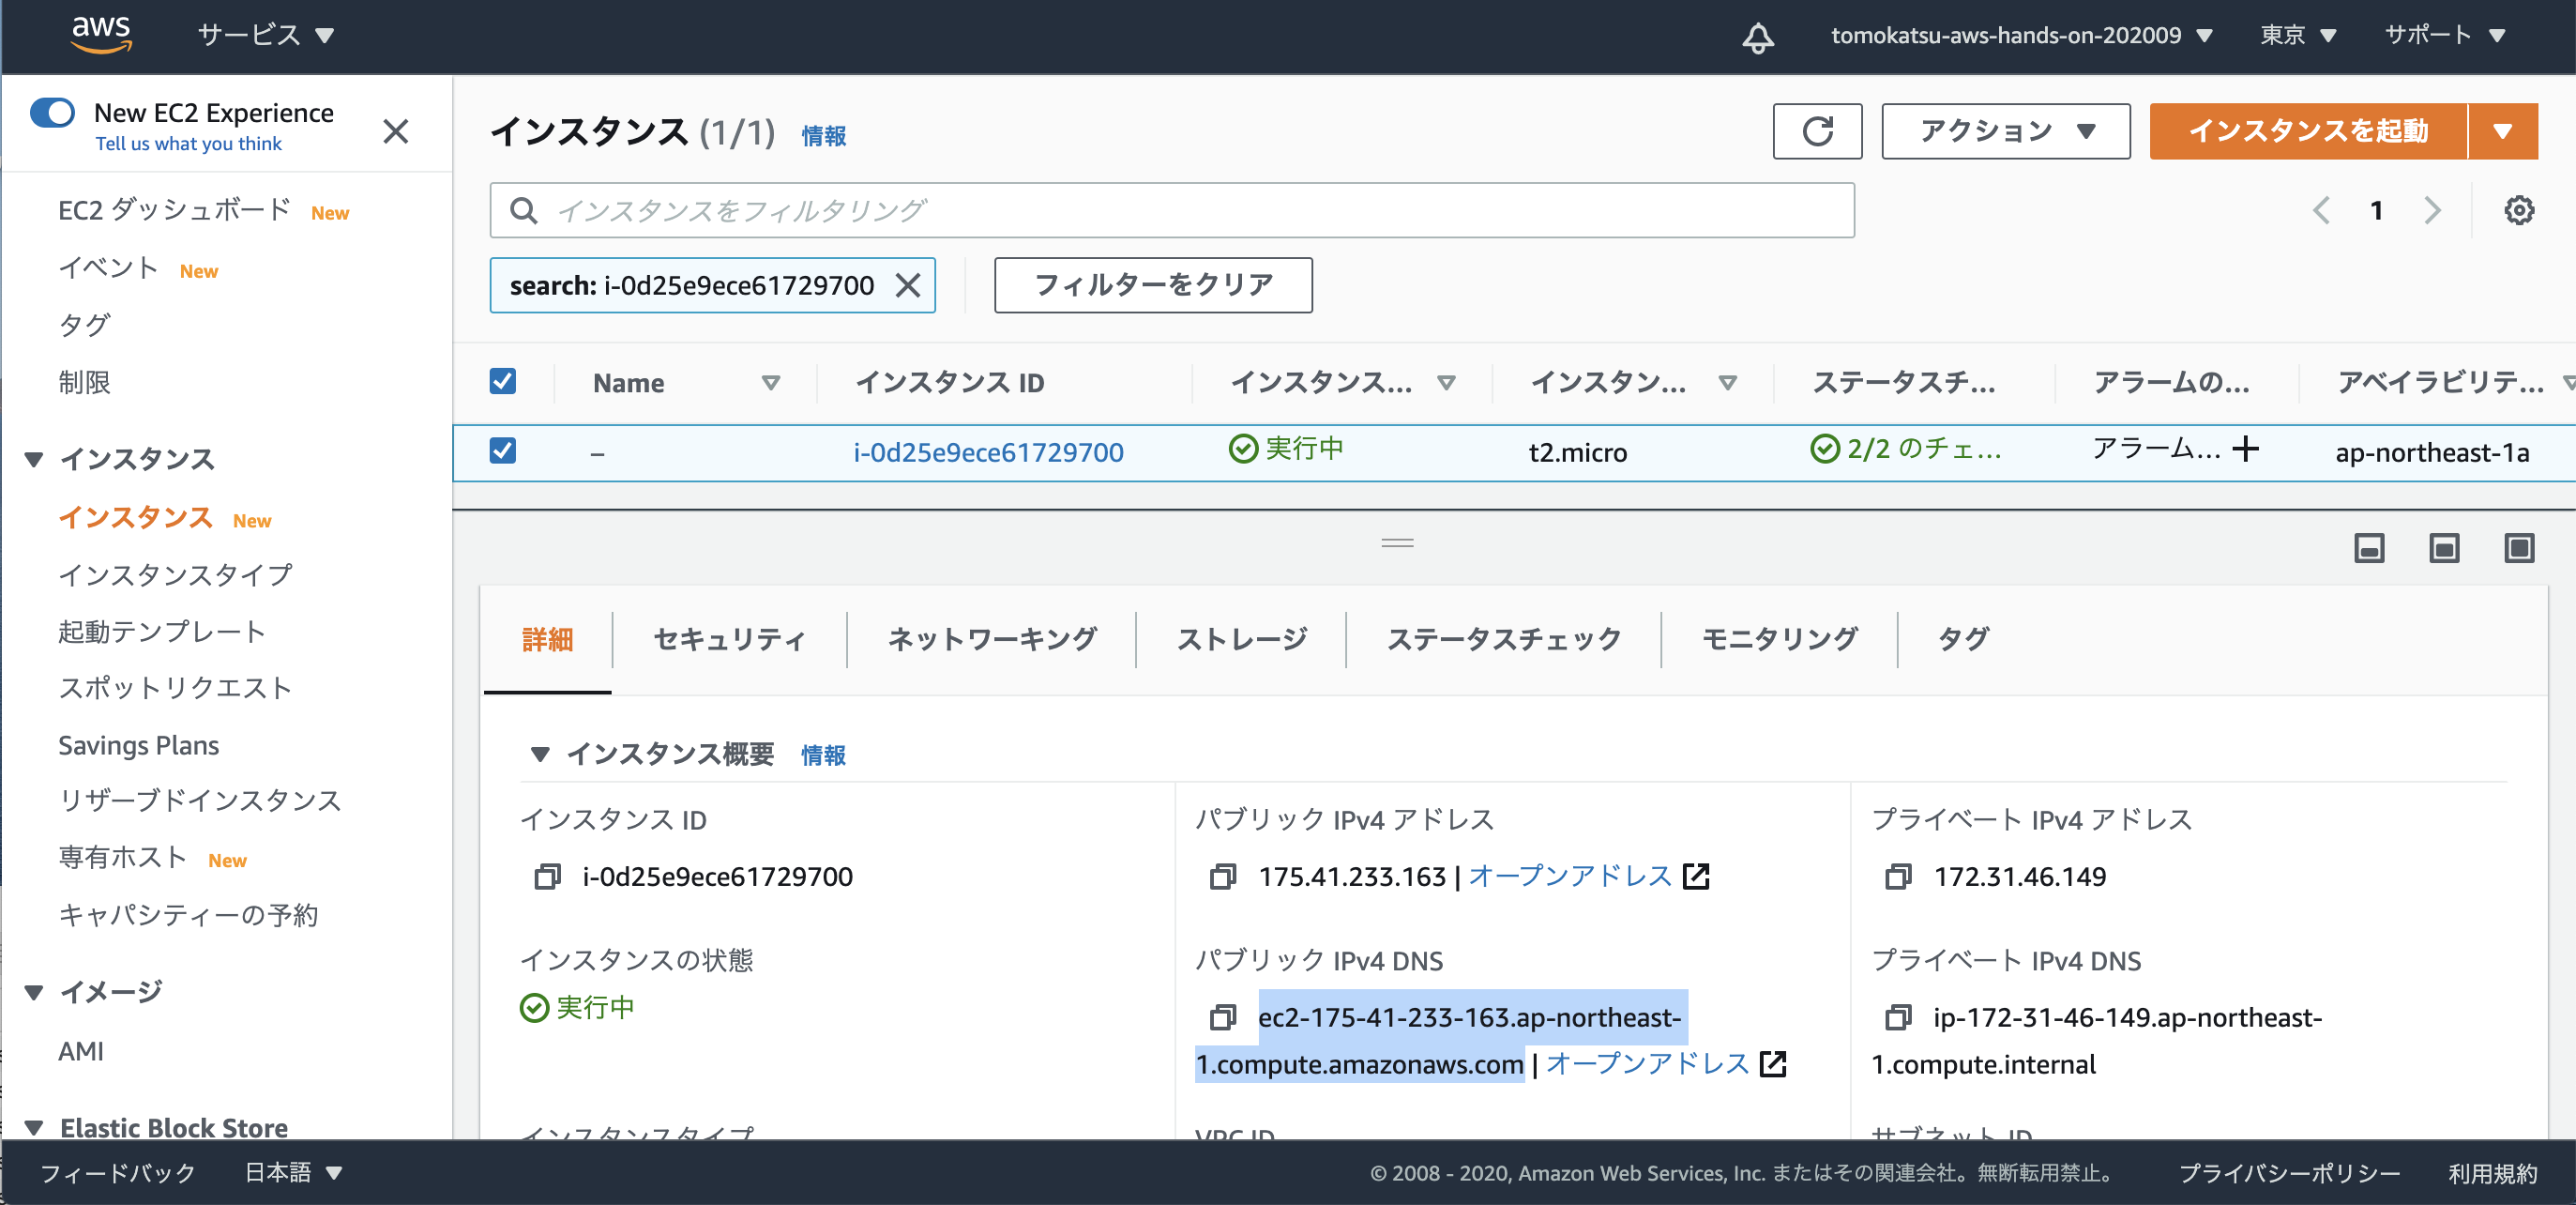 aws サービス ▼ tomokatsu-aws-hands-on-202009 ▼ 東京 ▼ サポート ▼
New EC2 Experience
Tell us what you think
EC2 ダッシュボード New
イベント New
タグ
制限
▼ インスタンス
インスタンス New
インスタンスタイプ
起動テンプレート
スポットリクエスト
Savings Plans
リザーブドインスタンス
専有ホスト New
キャパシティーの予約
▼ イメージ
AMI
▼ Elastic Block Store
インスタンス (1/1) 情報
アクション ▼
インスタンスを起動 ▼
インスタンスをフィルタリング
1
search: i-0d25e9ece61729700
フィルターをクリア
Name インスタンス ID インスタンス... インスタン... ステータスチ... アラームの... アベイラビリテ...
– i-0d25e9ece61729700 実行中 t2.micro 2/2 のチェ... アラーム... ap-northeast-1a
詳細 セキュリティ ネットワーキング ストレージ ステータスチェック モニタリング タグ
▼ インスタンス概要 情報
インスタンス ID
i-0d25e9ece61729700
パブリック IPv4 アドレス
175.41.233.163 | オープンアドレス
プライベート IPv4 アドレス
172.31.46.149
インスタンスの状態
実行中
パブリック IPv4 DNS
ec2-175-41-233-163.ap-northeast-
1.compute.amazonaws.com | オープンアドレス
プライベート IPv4 DNS
ip-172-31-46-149.ap-northeast-
1.compute.internal
インスタンスタイプ
VPC ID
サブネット ID
フィードバック 日本語 ▼ © 2008 - 2020, Amazon Web Services, Inc. またはその関連会社。無断転用禁止。 プライバシーポリシー 利用規約